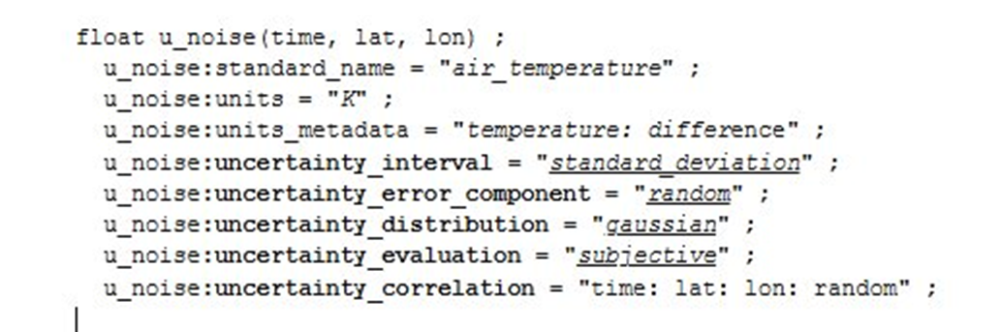 float u_noise(time, lat, lon) ;
u_noise:standard_name = "air_temperature" ;
u_noise:units = "K" ;
u_noise:units_metadata = "temperature: difference" ;
u_noise:uncertainty_interval = "standard_deviation" ;
u_noise:uncertainty_error_component = "random" ;
u_noise:uncertainty_distribution = "gaussian" ;
u_noise:uncertainty_evaluation = "subjective" ;
u_noise:uncertainty_correlation = "time: lat: lon: random" ;